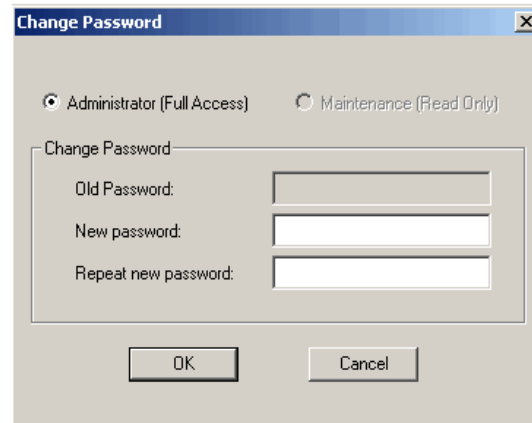 Change Password
Administrator (Full Access) Maintenance (Read Only)
Change Password
Old Password:
New password:
Repeat new password:
OK Cancel